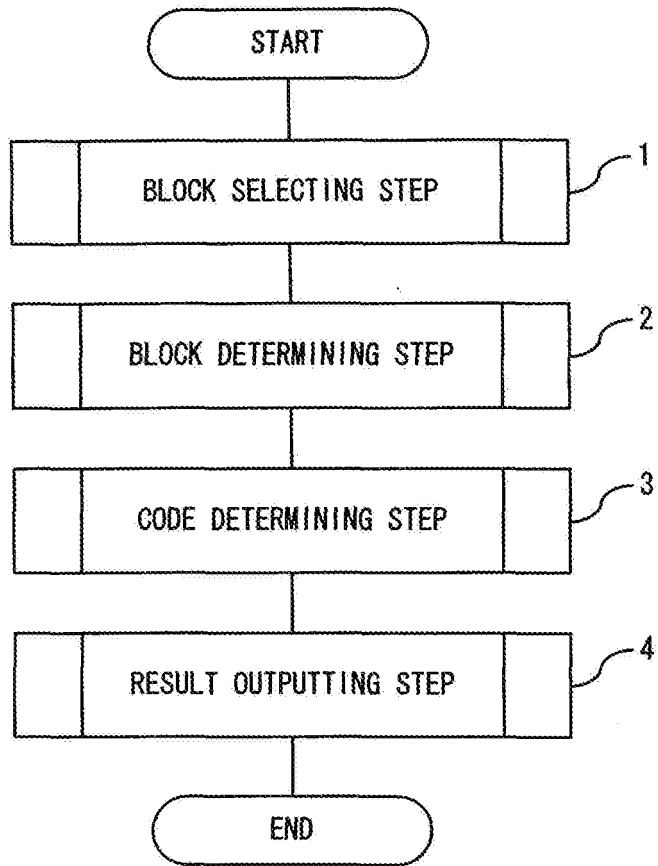 START
BLOCK SELECTING STEP
1
BLOCK DETERMINING STEP
2
CODE DETERMINING STEP
3
RESULT OUTPUTTING STEP
4
END